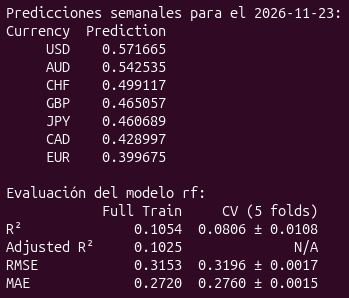 Predicciones semanales para el 2026-11-23:
Currency Prediction
USD 0.571665
AUD 0.542535
CHF 0.499117
GBP 0.465057
JPY 0.460689
CAD 0.428997
EUR 0.399675
Evaluación del modelo rf:
Full Train CV (5 folds)
R² 0.1054 0.0806 ± 0.0108
Adjusted R² 0.1025 N/A
RMSE 0.3153 0.3196 ± 0.0017
MAE 0.2720 0.2760 ± 0.0015